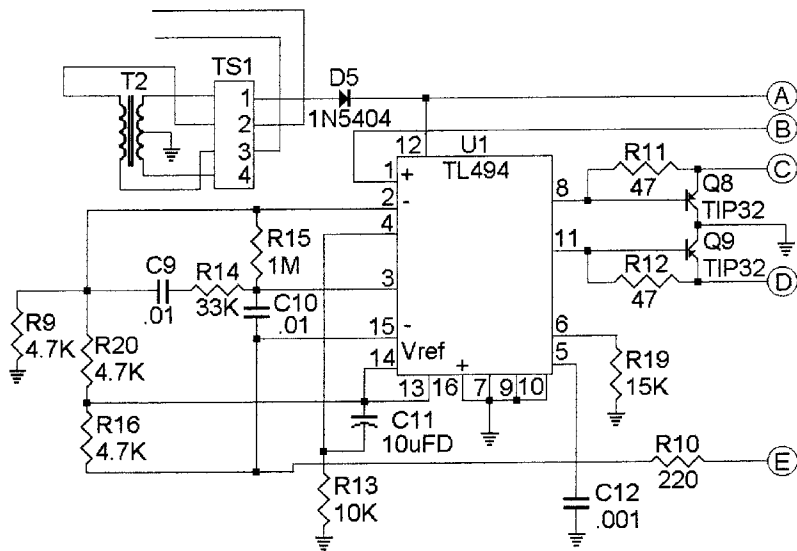 T2
TS1
1
2
3
4
D5
1N5404
A
B
U1
12
TL494
1
+
2
-
4
3
15
-
14
Vref
+
13
16
7
9
10
8
11
6
5
R11
47
C
Q8
TIP32
Q9
TIP32
R12
47
D
R15
1M
C9
.01
R14
33K
C10
.01
R9
4.7K
R20
4.7K
R16
4.7K
C11
10uFD
R19
15K
R13
10K
R10
220
E
C12
.001